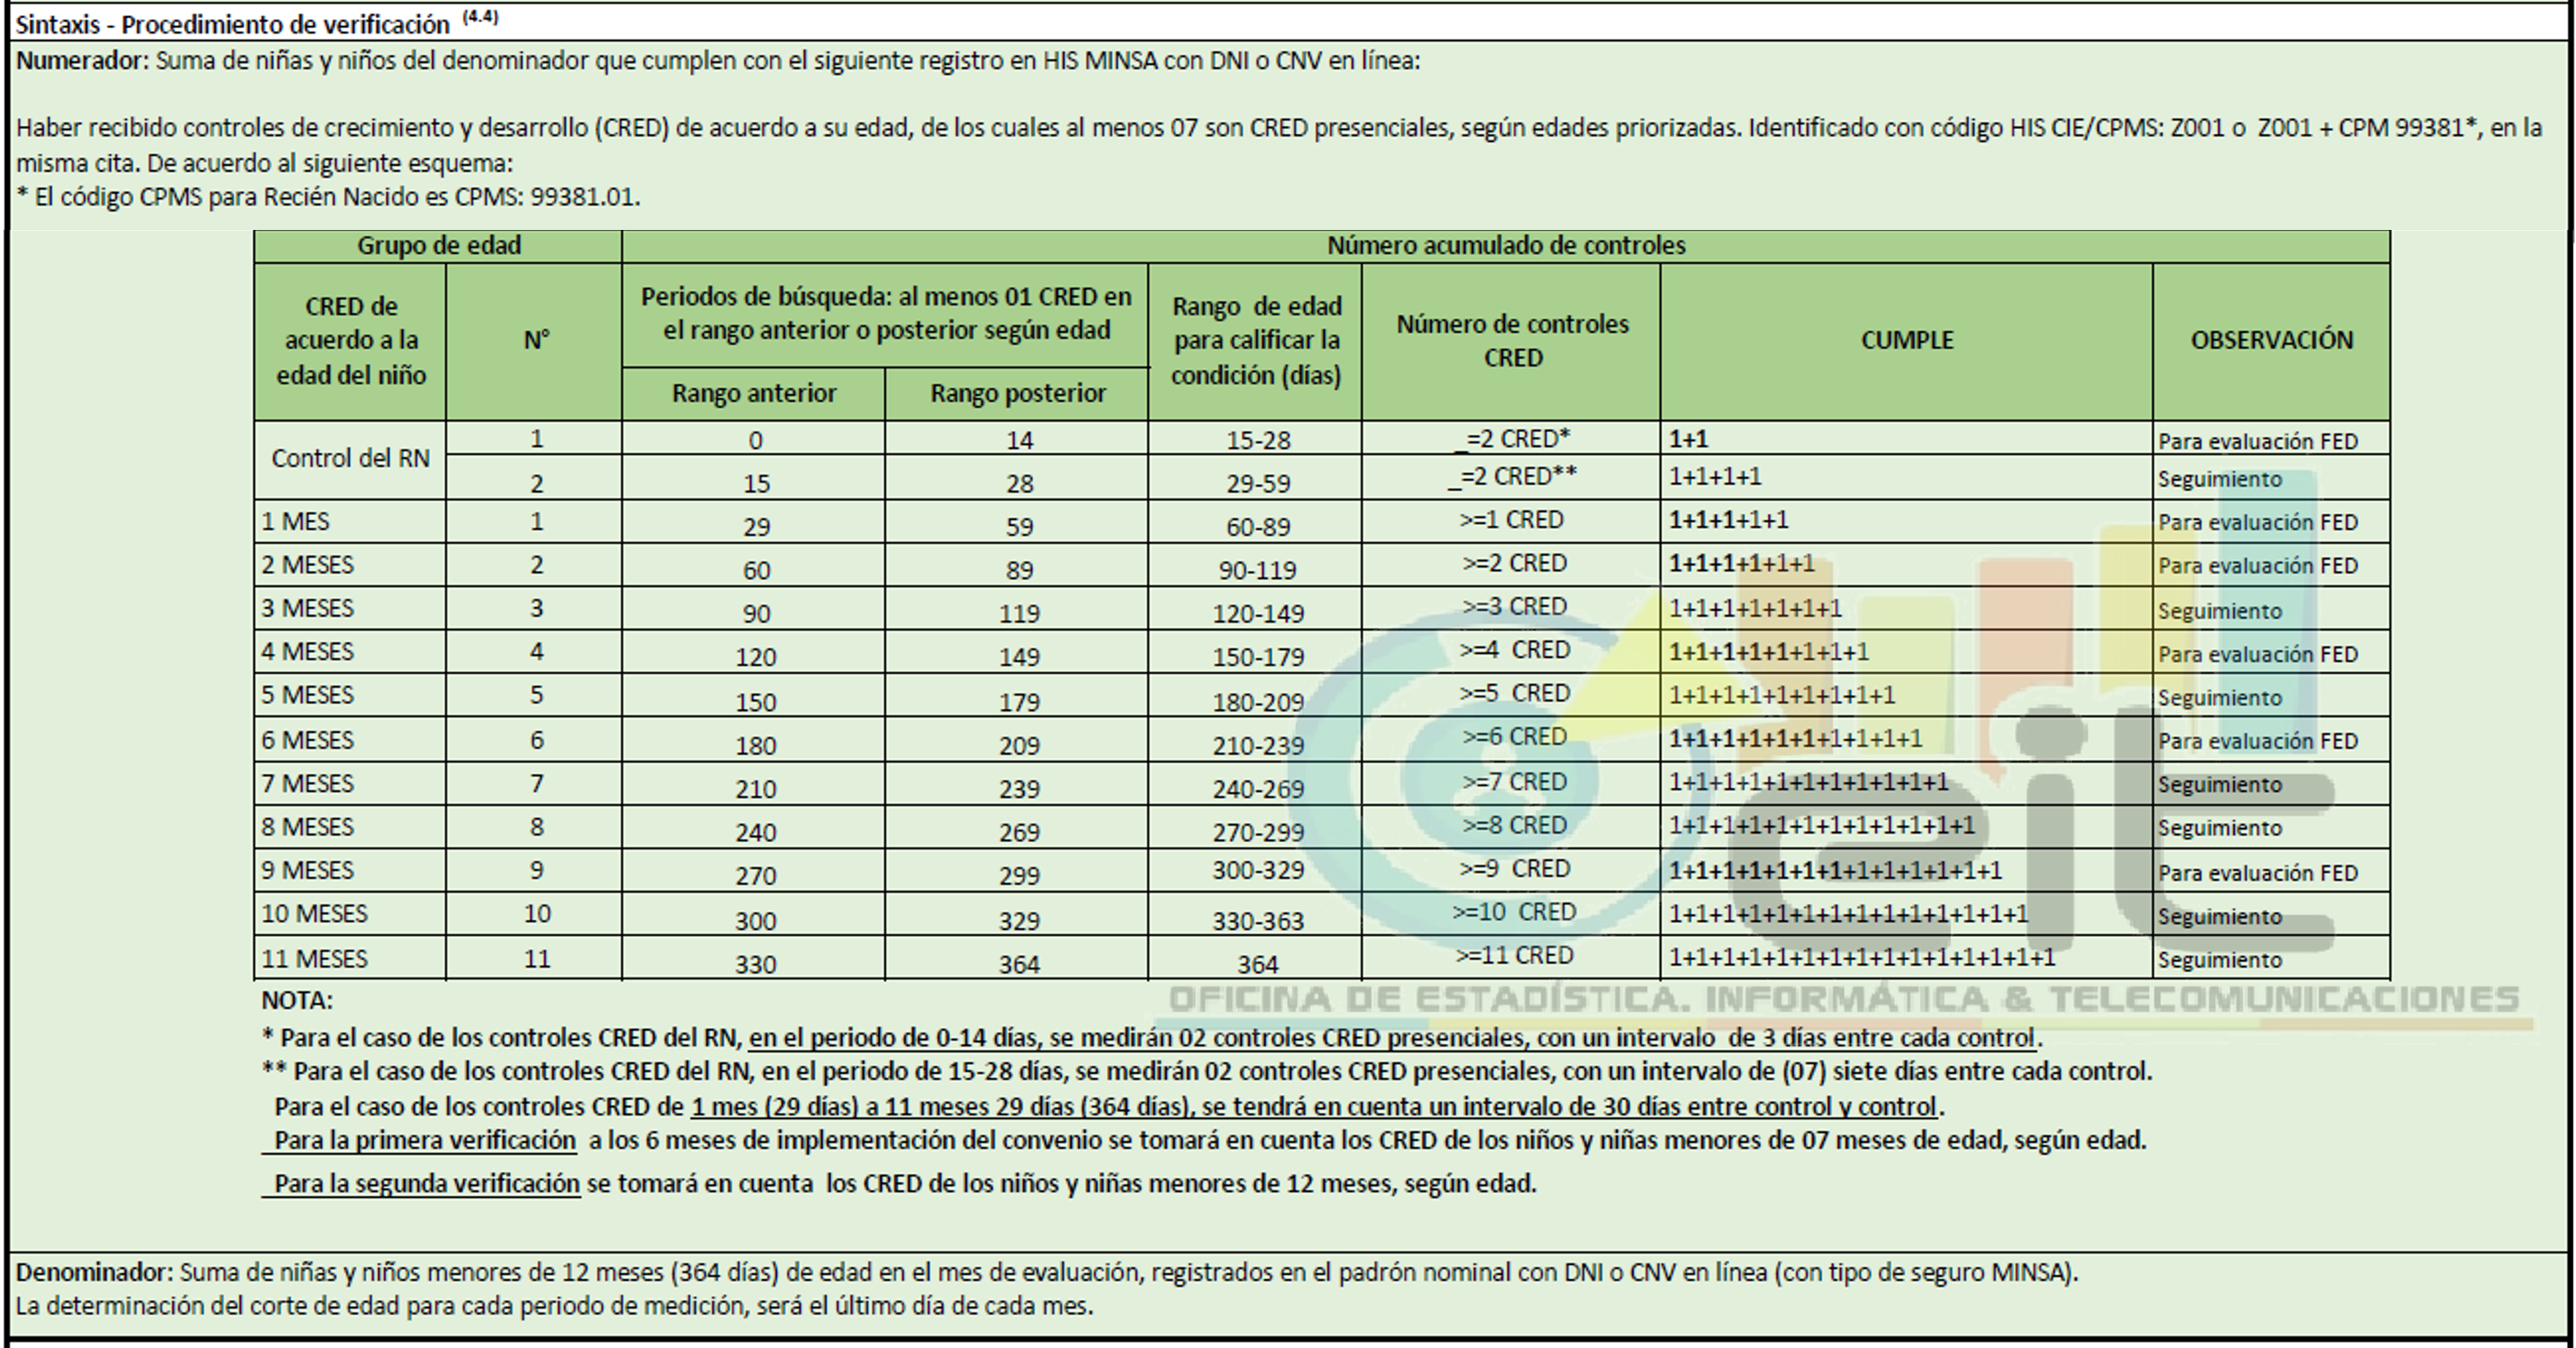 Sintaxis - Procedimiento de verificación (4.4)
Numerador: Suma de niñas y niños del denominador que cumplen con el siguiente registro en HIS MINSA con DNI o CNV en línea:
Haber recibido controles de crecimiento y desarrollo (CRED) de acuerdo a su edad, de los cuales al menos 07 son CRED presenciales, según edades priorizadas. Identificado con código HIS CIE/CPMS: Z001 o Z001 + CPM 99381*, en la
misma cita. De acuerdo al siguiente esquema:
* El código CPMS para Recién Nacido es CPMS: 99381.01.
Grupo de edad Número acumulado de controles
CRED de acuerdo a la edad del niño N° Periodos de búsqueda: al menos 01 CRED en el rango anterior o posterior según edad Rango de edad para calificar la condición (días) Número de controles CRED CUMPLE OBSERVACIÓN
Rango anterior Rango posterior
Control del RN 1 0 14 15-28 _=2 CRED* 1+1 Para evaluación FED
2 15 28 29-59 _=2 CRED** 1+1+1+1 Seguimiento
1 MES 1 29 59 60-89 >=1 CRED 1+1+1+1+1 Para evaluación FED
2 MESES 2 60 89 90-119 >=2 CRED 1+1+1+1+1+1 Para evaluación FED
3 MESES 3 90 119 120-149 >=3 CRED 1+1+1+1+1+1+1 Seguimiento
4 MESES 4 120 149 150-179 >=4 CRED 1+1+1+1+1+1+1+1 Para evaluación FED
5 MESES 5 150 179 180-209 >=5 CRED 1+1+1+1+1+1+1+1+1 Seguimiento
6 MESES 6 180 209 210-239 >=6 CRED 1+1+1+1+1+1+1+1+1+1 Para evaluación FED
7 MESES 7 210 239 240-269 >=7 CRED 1+1+1+1+1+1+1+1+1+1+1 Seguimiento
8 MESES 8 240 269 270-299 >=8 CRED 1+1+1+1+1+1+1+1+1+1+1+1 Seguimiento
9 MESES 9 270 299 300-329 >=9 CRED 1+1+1+1+1+1+1+1+1+1+1+1+1 Para evaluación FED
10 MESES 10 300 329 330-363 >=10 CRED 1+1+1+1+1+1+1+1+1+1+1+1+1+1 Seguimiento
11 MESES 11 330 364 364 >=11 CRED 1+1+1+1+1+1+1+1+1+1+1+1+1+1+1 Seguimiento
eit
OFICINA DE ESTADÍSTICA. INFORMÁTICA & TELECOMUNICACIONES
NOTA:
* Para el caso de los controles CRED del RN, en el periodo de 0-14 días, se medirán 02 controles CRED presenciales, con un intervalo de 3 días entre cada control.
** Para el caso de los controles CRED del RN, en el periodo de 15-28 días, se medirán 02 controles CRED presenciales, con un intervalo de (07) siete días entre cada control.
Para el caso de los controles CRED de 1 mes (29 días) a 11 meses 29 días (364 días), se tendrá en cuenta un intervalo de 30 días entre control y control.
Para la primera verificación a los 6 meses de implementación del convenio se tomará en cuenta los CRED de los niños y niñas menores de 07 meses de edad, según edad.
Para la segunda verificación se tomará en cuenta los CRED de los niños y niñas menores de 12 meses, según edad.
Denominador: Suma de niñas y niños menores de 12 meses (364 días) de edad en el mes de evaluación, registrados en el padrón nominal con DNI o CNV en línea (con tipo de seguro MINSA).
La determinación del corte de edad para cada periodo de medición, será el último día de cada mes.